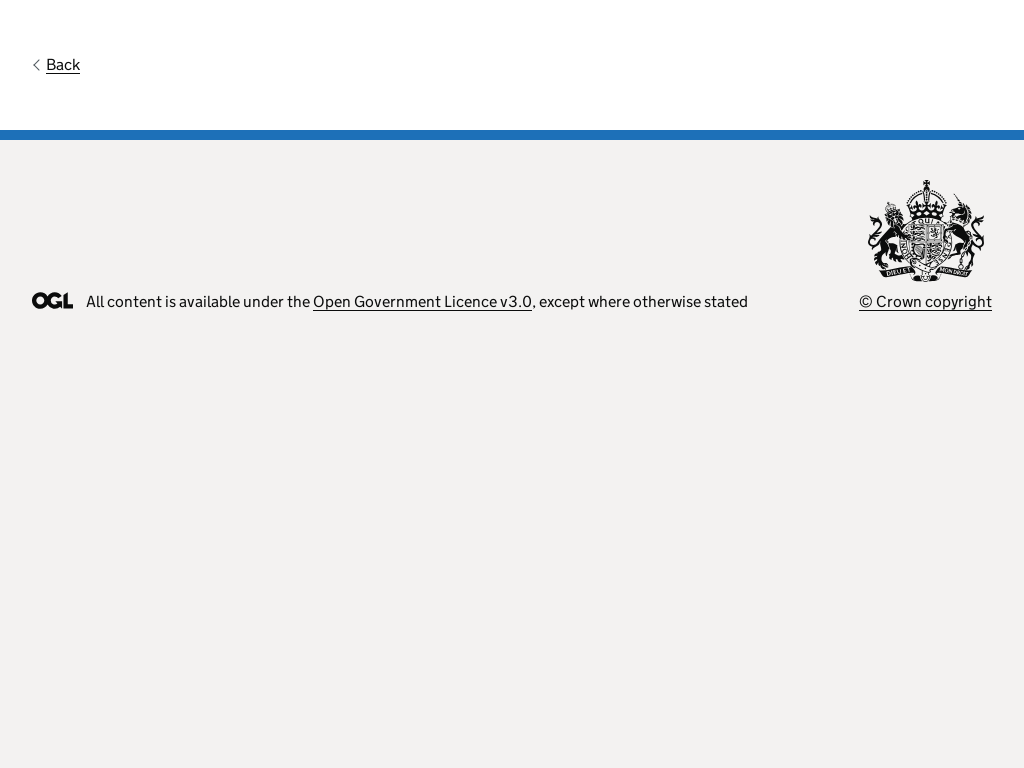 Back
OGL All content is available under the Open Government Licence v3.0, except where otherwise stated
DIEU ET MON DROIT
© Crown copyright